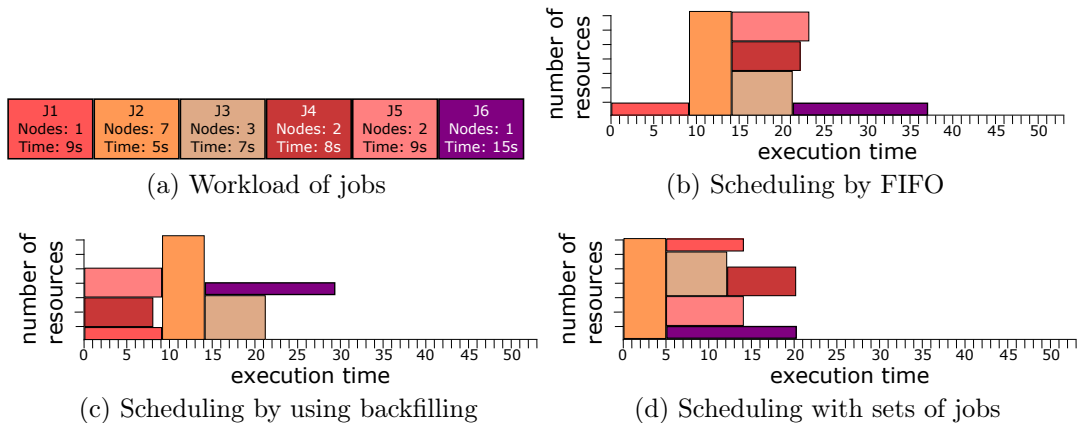 J1 J2 J3 J4 J5 J6
Nodes: 1 Nodes: 7 Nodes: 3 Nodes: 2 Nodes: 2 Nodes: 1
Time: 9s Time: 5s Time: 7s Time: 8s Time: 9s Time: 15s
(a) Workload of jobs
number of
resources
0 5 10 15 20 25 30 35 40 45 50
execution time
(b) Scheduling by FIFO
number of
resources
0 5 10 15 20 25 30 35 40 45 50
execution time
(c) Scheduling by using backfilling
number of
resources
0 5 10 15 20 25 30 35 40 45 50
execution time
(d) Scheduling with sets of jobs